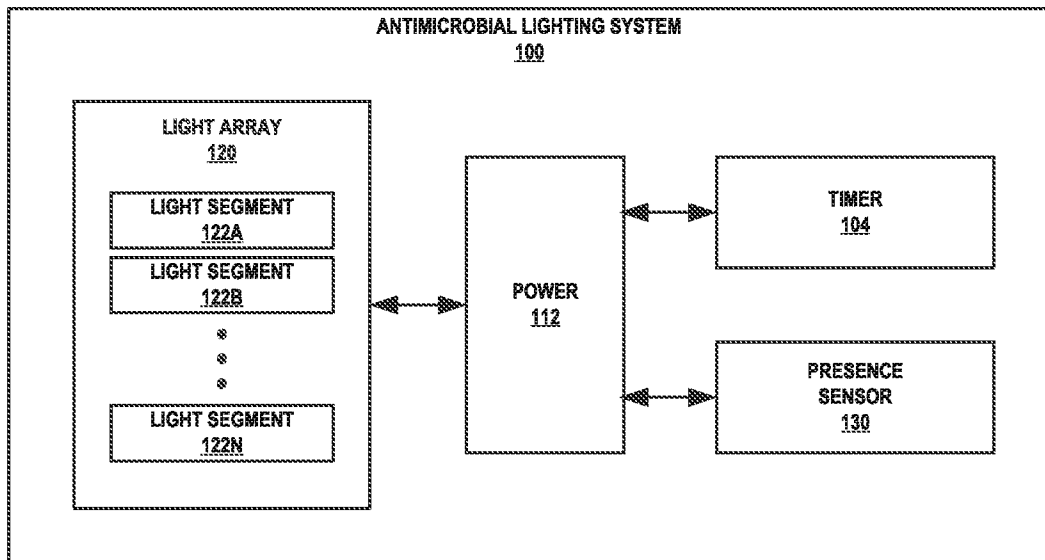 ANTIMICROBIAL LIGHTING SYSTEM
100
LIGHT ARRAY
120
LIGHT SEGMENT
122A
LIGHT SEGMENT
122B
LIGHT SEGMENT
122N
POWER
112
TIMER
104
PRESENCE
SENSOR
130